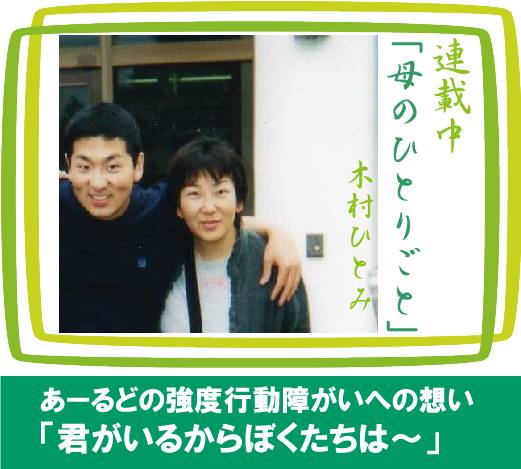 連載中
「母のひとりごと」
木村ひとみ
あーるどの強度行動障がいへの想い
「君がいるからぼくたちは～」